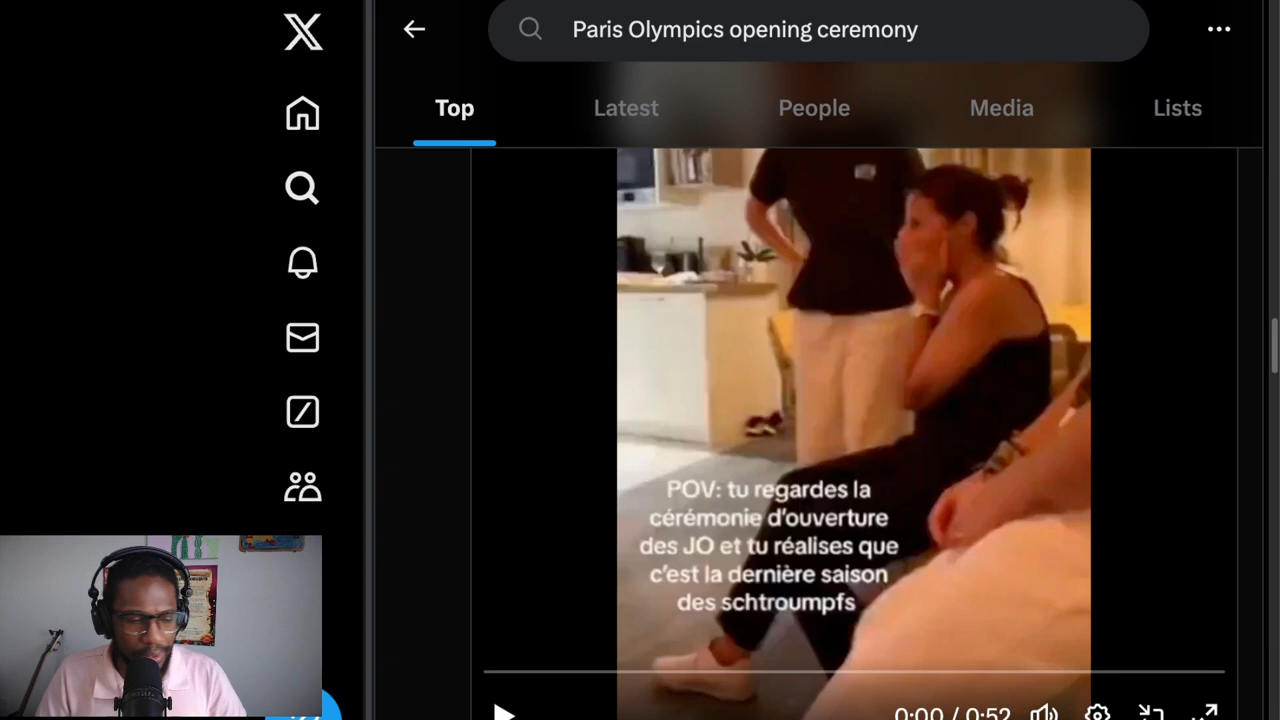 Paris Olympics opening ceremony
Top
Latest
People
Media
Lists
POV: tu regardes la
cérémonie d'ouverture
des JO et tu réalises que
c'est la dernière saison
des schtroumpfs
0:00 / 0:52